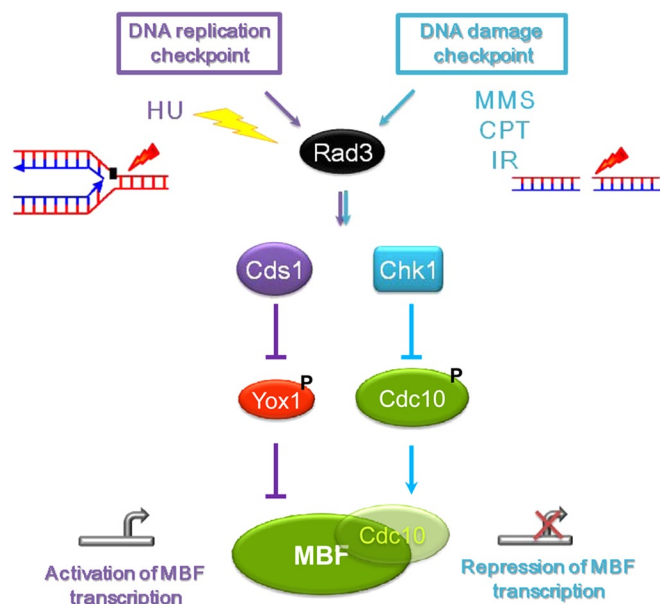 DNA replication
checkpoint
DNA damage
checkpoint
HU
MMS
CPT
IR
Rad3
Cds1
Chk1
P
Yox1
P
Cdc10
MBF
Cdc10
Activation of MBF
transcription
Repression of MBF
transcription